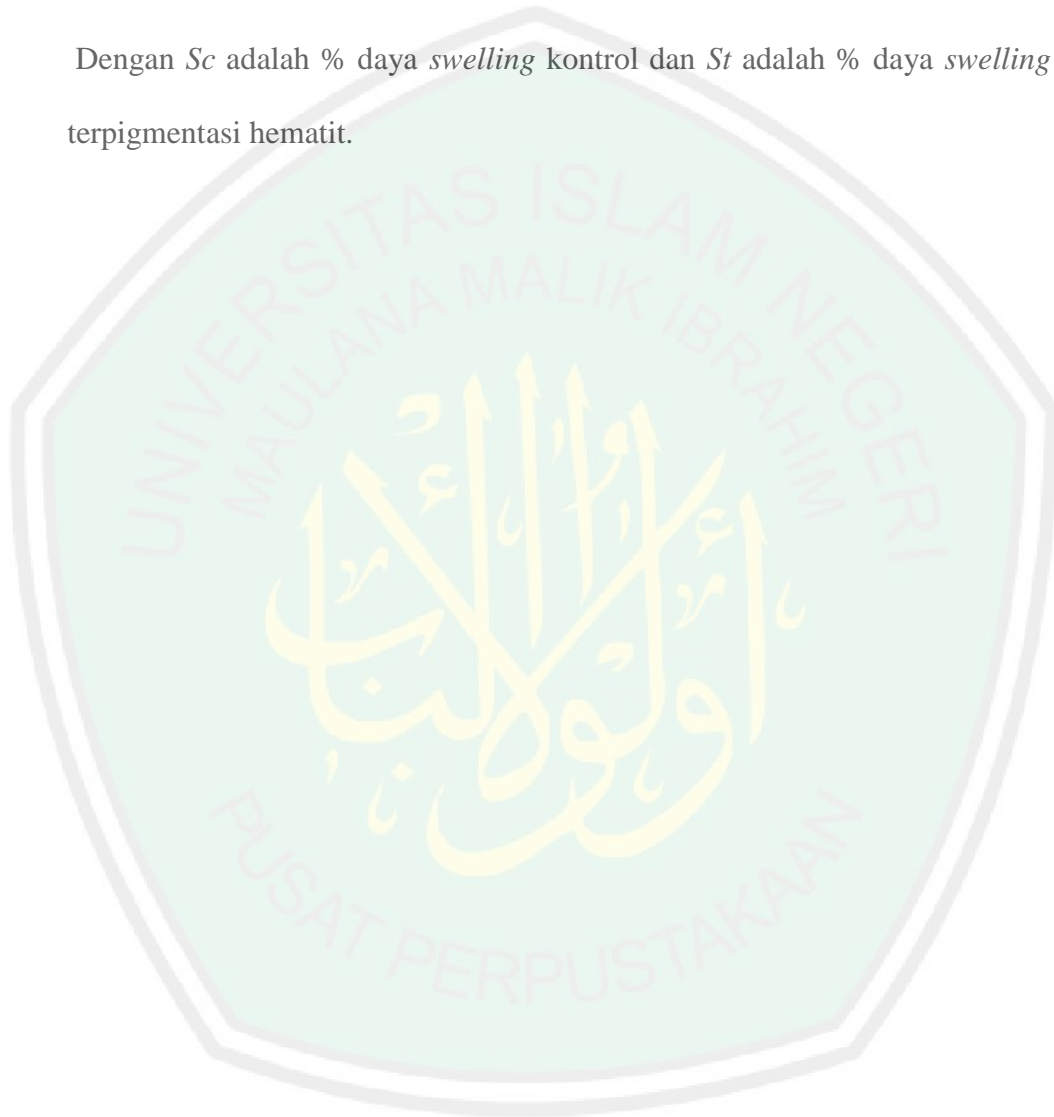 Dengan Sc adalah % daya swelling kontrol dan St adalah % daya swelling
terpigmentasi hematit.
UNIVERSITAS ISLAM NEGERI
MAULANA MALIK IBRAHIM
PUSAT PERPUSTAKAAN